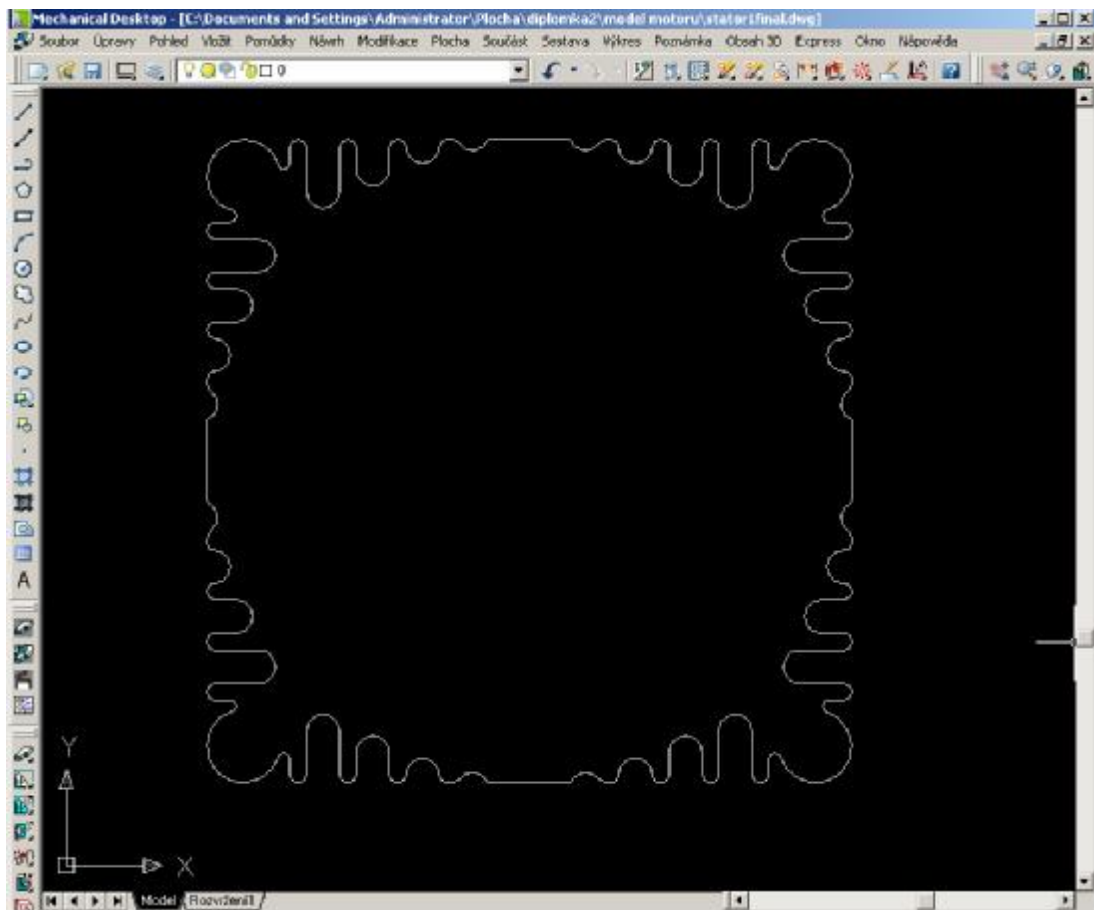 Mechanical Desktop - [C:\Documents and Settings\Administrator\Plocha\diplomka2\model motoru\stator1final.dwg]
Soubor Úpravy Pohled Vložit Pomůcky Návrh Modifikace Plocha Součást Sestava Výkres Poznámka Obsah 3D Express Okno Nápověda
0
A
Y
X
Model Rozvržení1